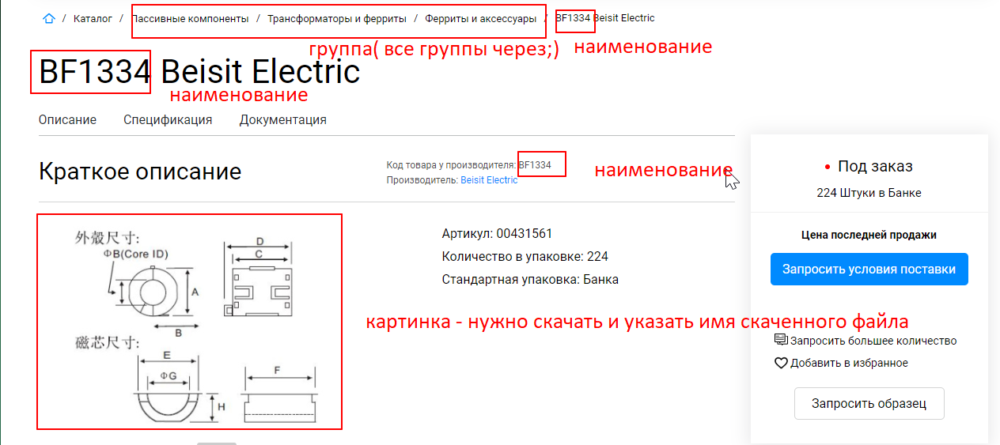 / Каталог / Пассивные компоненты / Трансформаторы и ферриты / Ферриты и аксессуары / BF1334 Beisit Electric
группа( все группы через;) наименование
BF1334 Beisit Electric
наименование
Описание Спецификация Документация
Краткое описание
Код товара у производителя: BF1334
Производитель: Beisit Electric
наименование
Под заказ
224 Штуки в Банке
Цена последней продажи
Запросить условия поставки
外殼尺寸:
ΦB(Core ID)
D
C
A
B
磁芯尺寸:
E
ΦG
F
H
Артикул: 00431561
Количество в упаковке: 224
Стандартная упаковка: Банка
картинка - нужно скачать и указать имя скаченного файла
Запросить большее количество
Добавить в избранное
Запросить образец